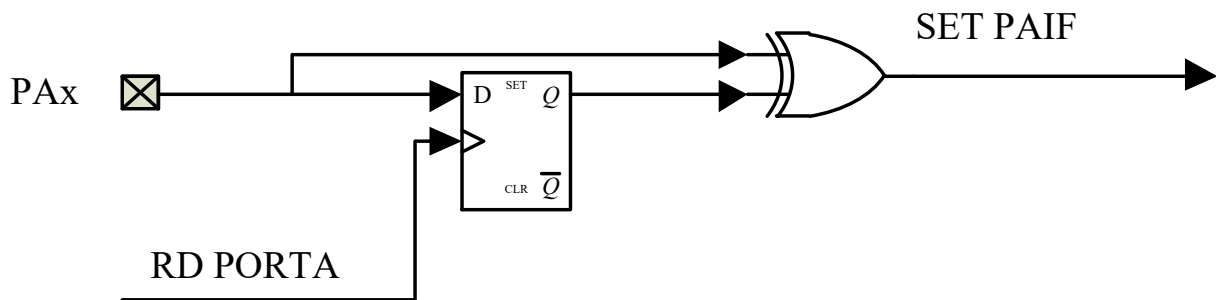 SET PAIF
PAx
D SET Q
CLR Q̅
RD PORTA